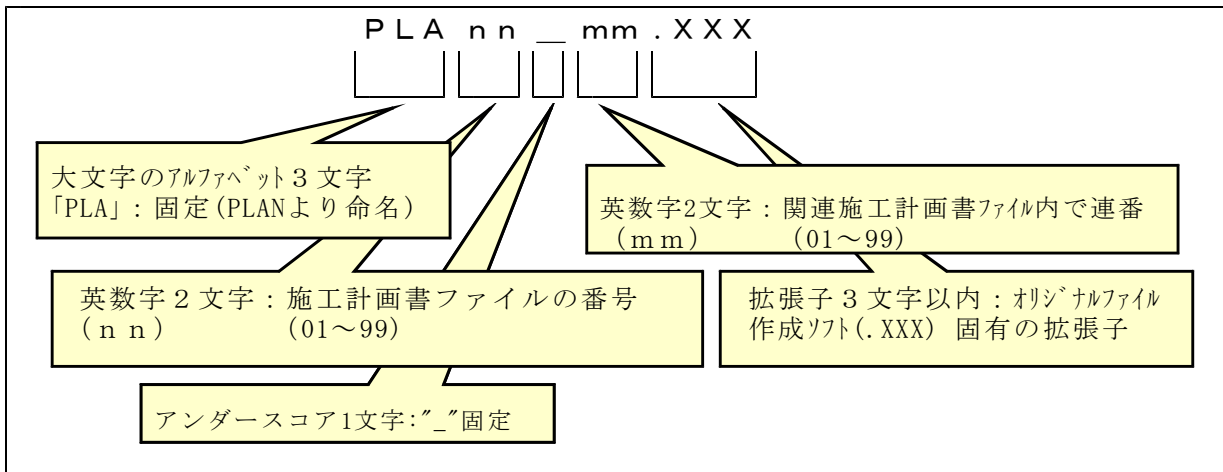 ＰＬＡｎｎ＿ｍｍ．ＸＸＸ
大文字のｱﾙﾌｧﾍﾞｯﾄ３文字
「PLA」：固定(PLANより命名)
英数字2文字：関連施工計画書ﾌｧｲﾙ内で連番
(ｍｍ)　　　(01～99)
英数字２文字：施工計画書ファイルの番号
(ｎｎ)　　　(01～99)
拡張子３文字以内：ｵﾘｼﾞﾅﾙﾌｧｲﾙ
作成ｿﾌﾄ(.XXX) 固有の拡張子
アンダースコア1文字:"_"固定